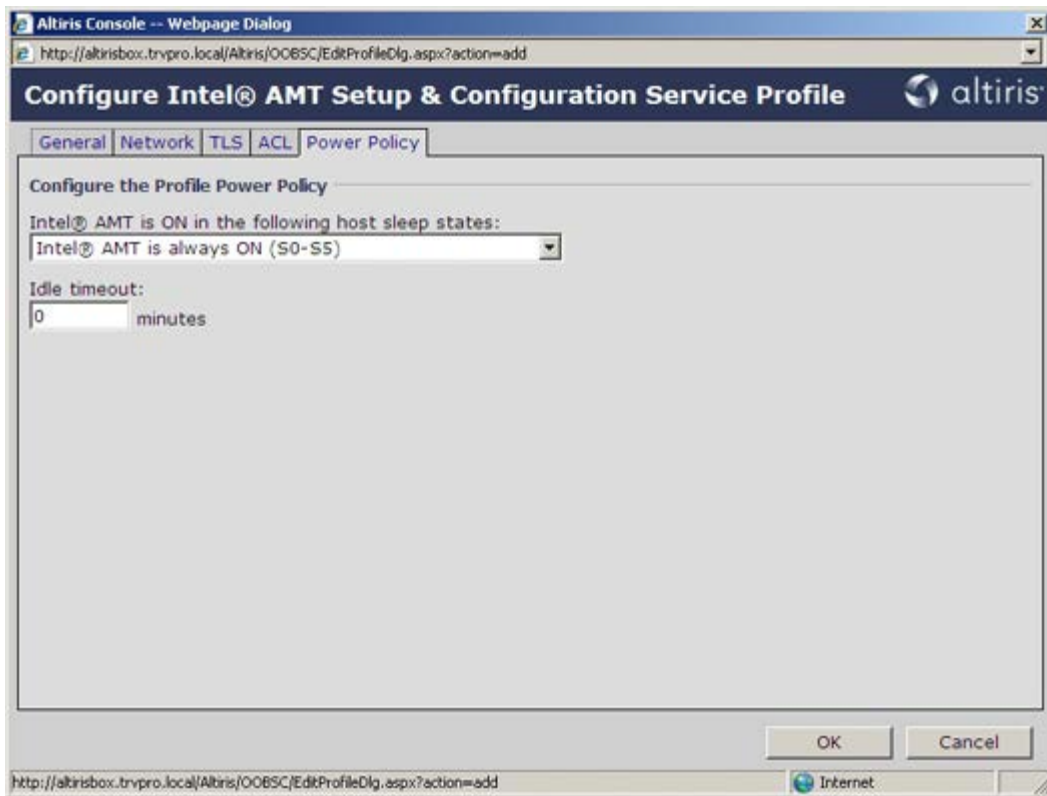 Altiris Console -- Webpage Dialog
http://altirisbox.trvpro.local/Altiris/OOBSC/EditProfileDlg.aspx?action=add
Configure Intel® AMT Setup & Configuration Service Profile
altiris
General Network TLS ACL Power Policy
Configure the Profile Power Policy
Intel® AMT is ON in the following host sleep states:
Intel® AMT is always ON (S0-S5)
Idle timeout:
0 minutes
OK Cancel
http://altirisbox.trvpro.local/Altiris/OOBSC/EditProfileDlg.aspx?action=add Internet